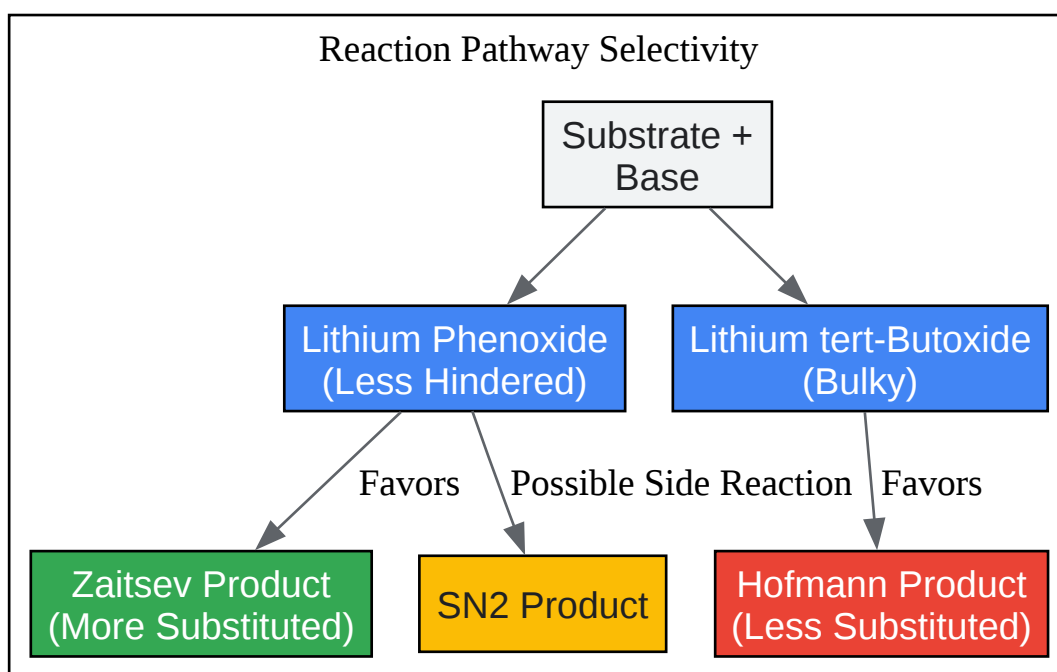 Reaction Pathway Selectivity
Substrate +
Base
Lithium Phenoxide
(Less Hindered)
Lithium tert-Butoxide
(Bulky)
Favors
Possible Side Reaction
Favors
Zaitsev Product
(More Substituted)
SN2 Product
Hofmann Product
(Less Substituted)